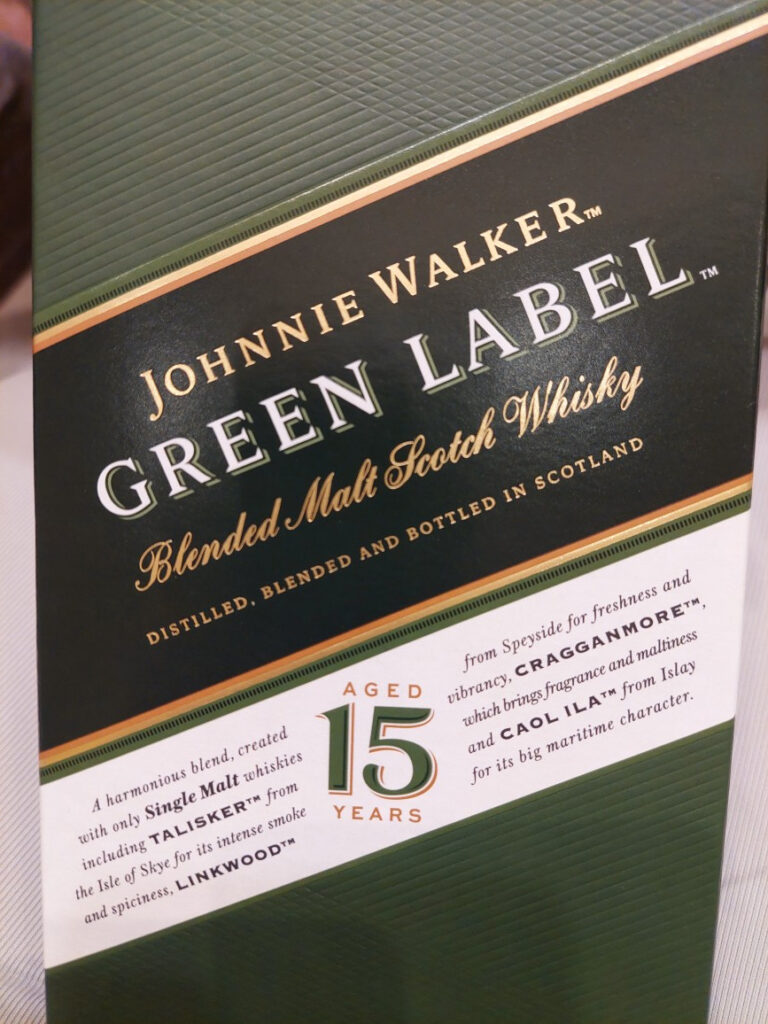 JOHNNIE WALKER™
GREEN LABEL™
Blended Malt Scotch Whisky
DISTILLED, BLENDED AND BOTTLED IN SCOTLAND
A harmonious blend, created
with only Single Malt whiskies
including TALISKER™ from
the Isle of Skye for its intense smoke
and spiciness, LINKWOOD™
AGED
15
YEARS
from Speyside for freshness and
vibrancy, CRAGGANMORE™,
which brings fragrance and maltiness
and CAOL ILA™ from Islay
for its big maritime character.